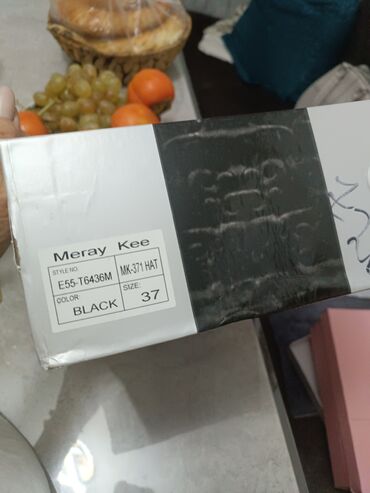 Meray Kee
STYLE NO.
E55-T6436M
MK-371 HAT
COLOR:
BLACK
SIZE:
37